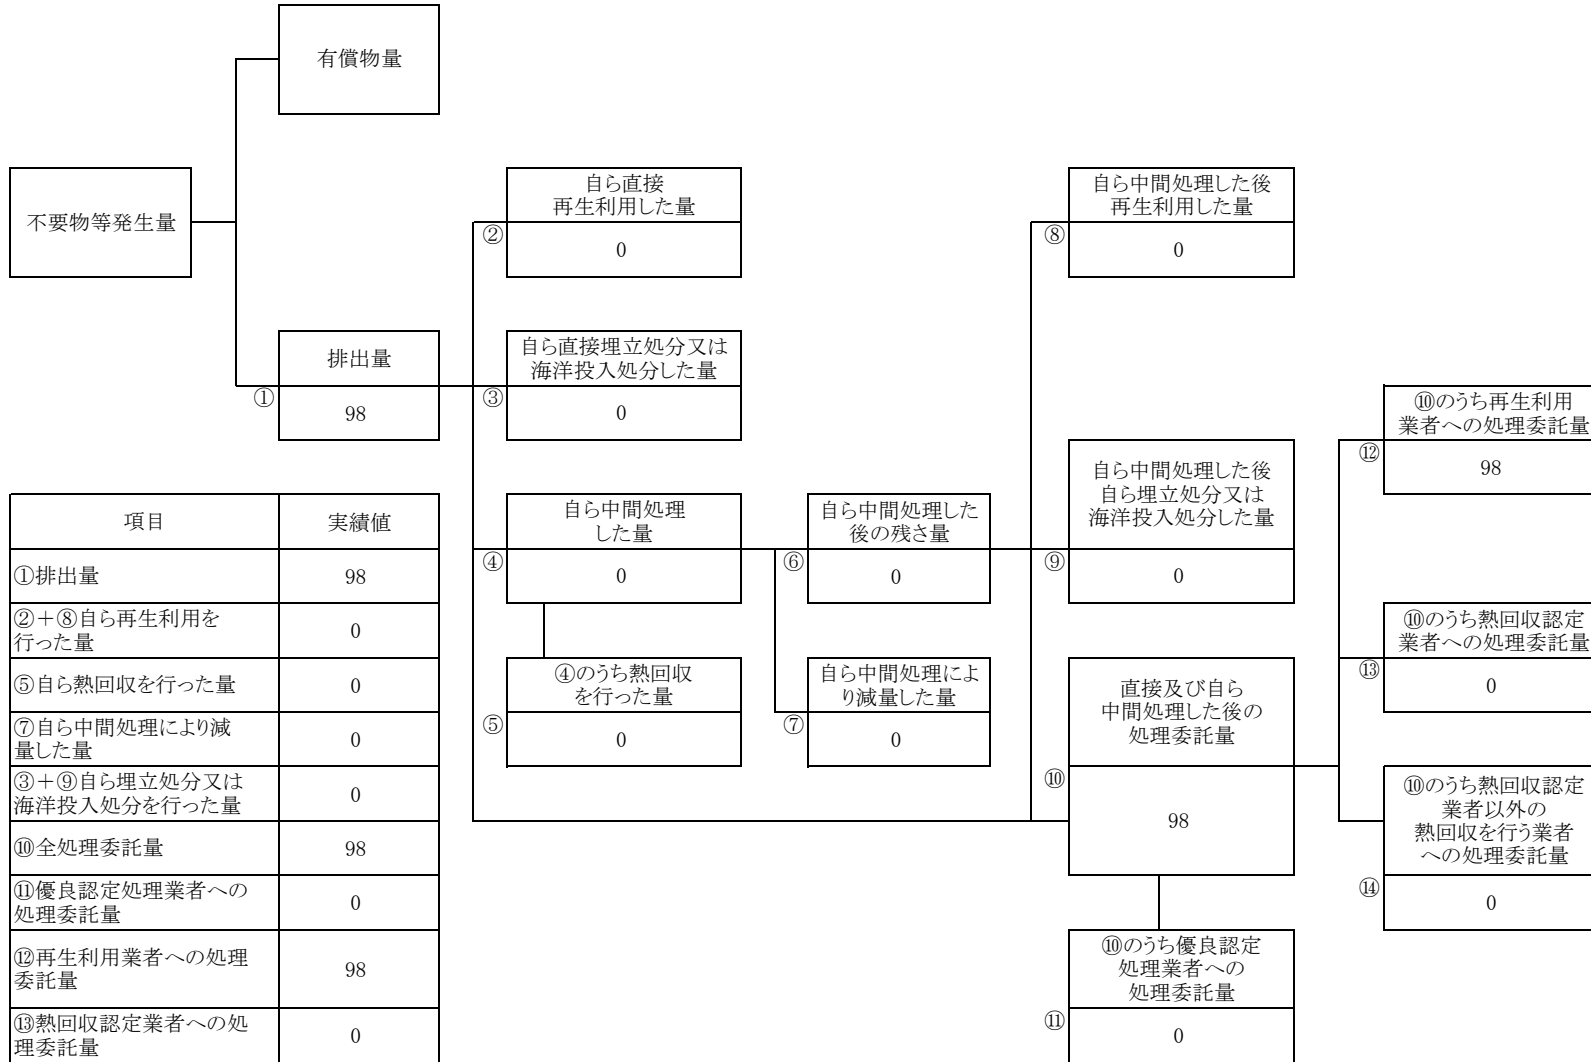 有償物量
不要物等発生量
自ら直接
再生利用した量
②
0
自ら中間処理した後
再生利用した量
⑧
0
排出量
①
98
自ら直接埋立処分又は
海洋投入処分した量
③
0
⑩のうち再生利用
業者への処理委託量
⑫
98
自ら中間処理した後
自ら埋立処分又は
海洋投入処分した量
⑨
0
自ら中間処理
した量
④
0
自ら中間処理した
後の残さ量
⑥
0
④のうち熱回収
を行った量
⑤
0
自ら中間処理によ
り減量した量
⑦
0
直接及び自ら
中間処理した後の
処理委託量
⑩
98
⑩のうち熱回収認定
業者への処理委託量
⑬
0
⑩のうち熱回収認定
業者以外の
熱回収を行う業者
への処理委託量
⑭
0
⑩のうち優良認定
処理業者への
処理委託量
⑪
0
項目 実績値
①排出量 98
②+⑧自ら再生利用を
行った量 0
⑤自ら熱回収を行った量 0
⑦自ら中間処理により減
量した量 0
③+⑨自ら埋立処分又は
海洋投入処分を行った量 0
⑩全処理委託量 98
⑪優良認定処理業者への
処理委託量 0
⑫再生利用業者への処理
委託量 98
⑬熱回収認定業者への処
理委託量 0